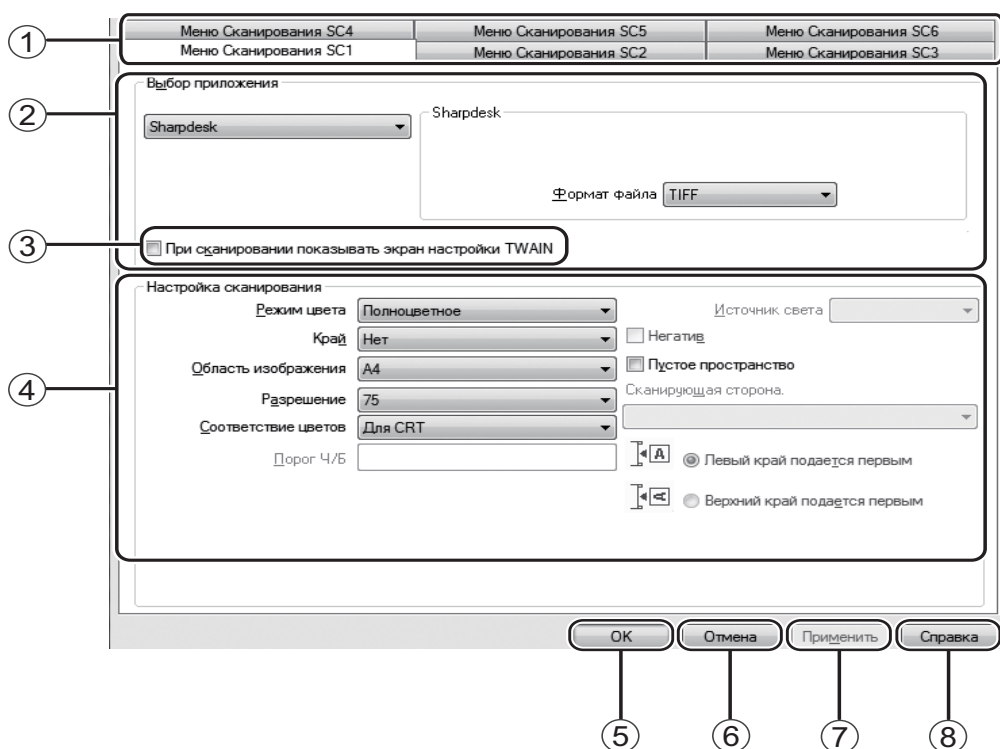 ① Меню Сканирования SC4 Меню Сканирования SC5 Меню Сканирования SC6
Меню Сканирования SC1 Меню Сканирования SC2 Меню Сканирования SC3
② Выбор приложения
Sharpdesk
Sharpdesk
Формат файла TIFF
③ При сканировании показывать экран настройки TWAIN
④ Настройка сканирования
Режим цвета Полноцветное
Край Нет
Область изображения A4
Разрешение 75
Соответствие цветов Для CRT
Порог Ч/Б
Источник света
Негатив
Пустое пространство
Сканирующая сторона.
A Левый край подается первым
A Верхний край подается первым
OK Отмена Применить Справка
⑤ ⑥ ⑦ ⑧